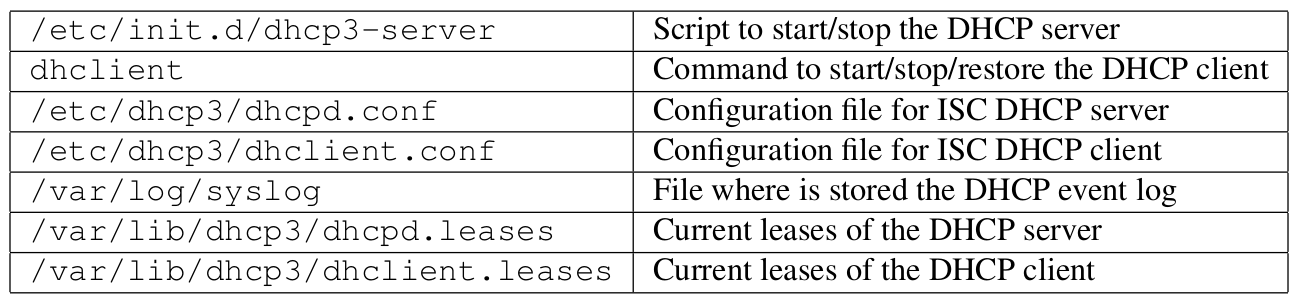 /etc/init.d/dhcp3-server Script to start/stop the DHCP server
dhclient Command to start/stop/restore the DHCP client
/etc/dhcp3/dhcpd.conf Configuration file for ISC DHCP server
/etc/dhcp3/dhclient.conf Configuration file for ISC DHCP client
/var/log/syslog File where is stored the DHCP event log
/var/lib/dhcp3/dhcpd.leases Current leases of the DHCP server
/var/lib/dhcp3/dhclient.leases Current leases of the DHCP client